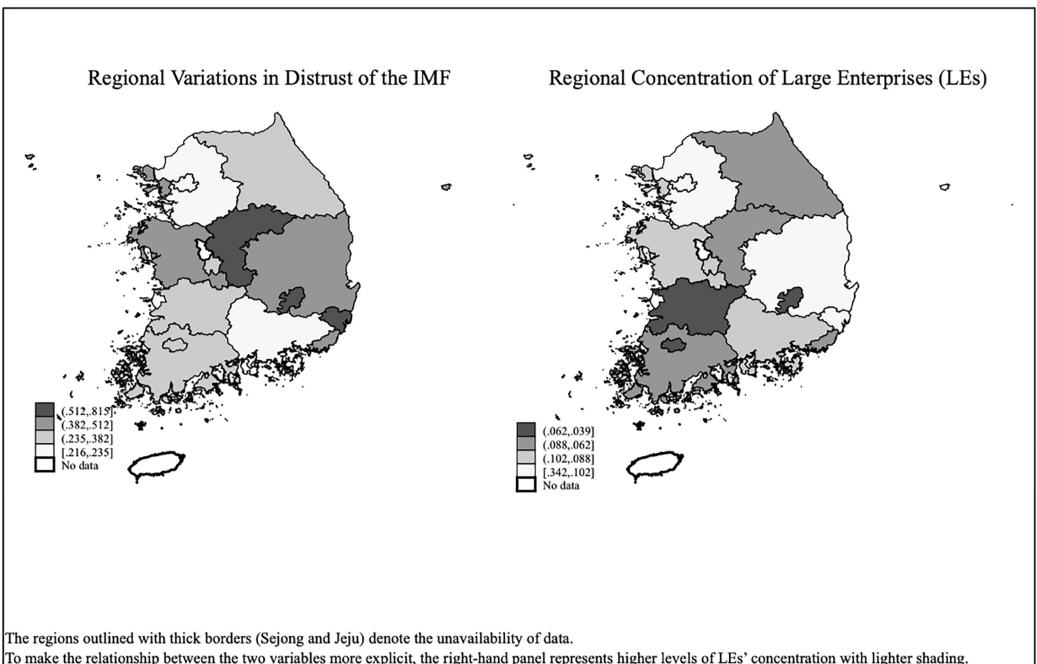 Regional Variations in Distrust of the IMF
Regional Concentration of Large Enterprises (LEs)
(.512,.815]
(.382,.512]
(.235,.382]
[.216,.235]
No data
(.062,.039]
(.088,.062]
(.102,.088]
[.342,.102]
No data
The regions outlined with thick borders (Sejong and Jeju) denote the unavailability of data.
To make the relationship between the two variables more explicit, the right-hand panel represents higher levels of LEs’ concentration with lighter shading.